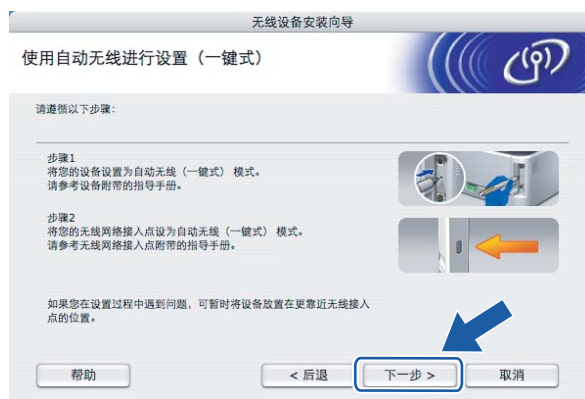 无线设备安装向导
使用自动无线进行设置（一键式）
请遵循以下步骤：
步骤1
将您的设备设置为自动无线（一键式）模式。
请参考设备附带的指导手册。
步骤2
将您的无线网络接入点设为自动无线（一键式）模式。
请参考无线网络接入点附带的指导手册。
如果您在设置过程中遇到问题，可暂时将设备放置在更靠近无线接入
点的位置。
帮助
< 后退
下一步 >
取消